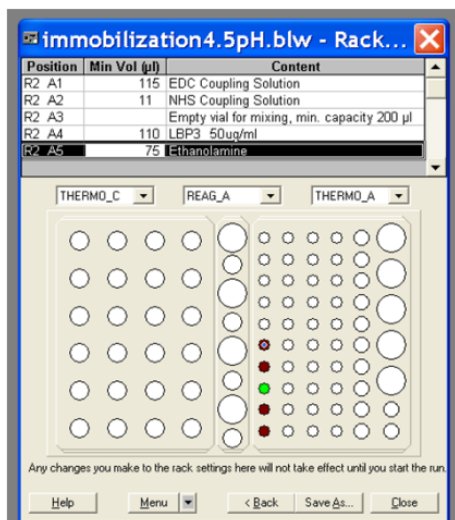 immobilization4.5pH.blw - Rack...
Position Min Vol (µl) Content
R2 A1 115 EDC Coupling Solution
R2 A2 11 NHS Coupling Solution
R2 A3 Empty vial for mixing, min. capacity 200 µl
R2 A4 110 LBP3 50ug/ml
R2 A5 75 Ethanolamine
THERMO_C REAG_A THERMO_A
Any changes you make to the rack settings here will not take effect until you start the run.
Help Menu < Back Save As... Close